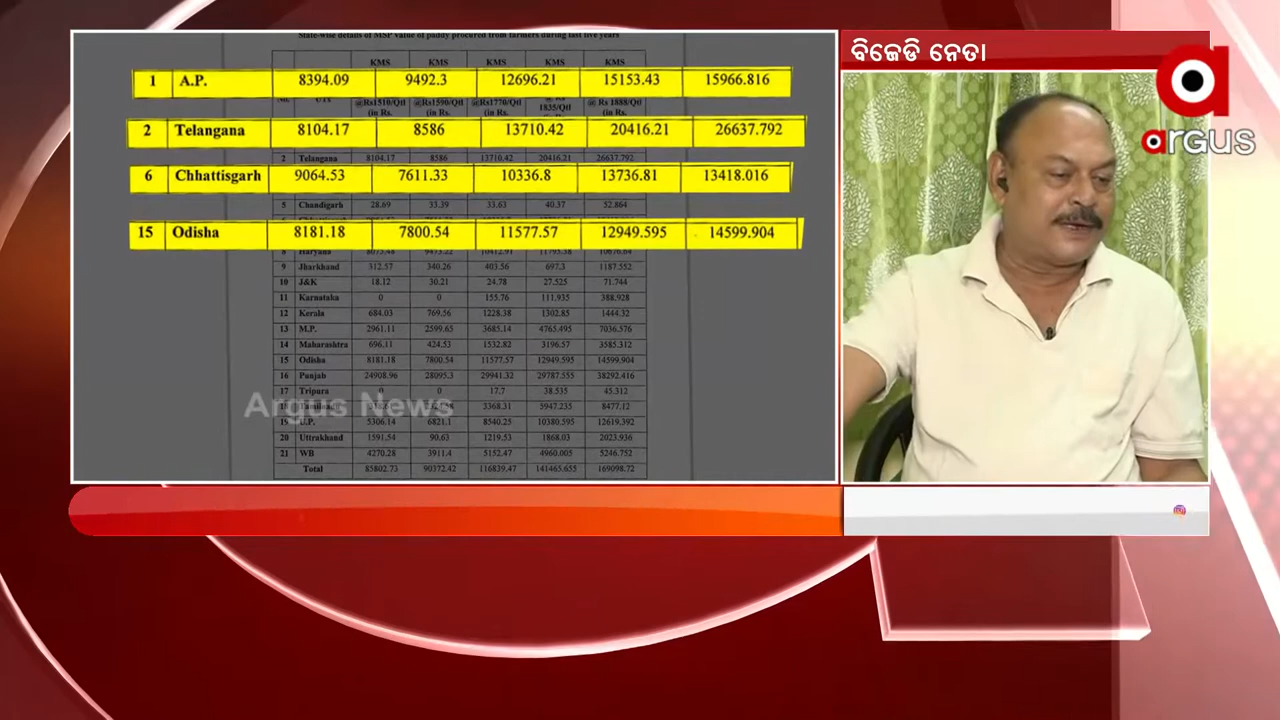 State-wise details of MSP value of paddy procured from farmers during last five years
KMS KMS KMS KMS KMS
1 A.P. 8394.09 9492.3 12696.21 15153.43 15966.816
@Rs1510/Qtl @Rs1590/Qtl @Rs1770/Qtl 1835/Qtl @ Rs 1888/Qtl
(in Rs. (in Rs. (in Rs. (in Rs.
2 Telangana 8104.17 8586 13710.42 20416.21 26637.792
2 Telangana 8104.17 8586 13710.42 20416.21 26637.792
6 Chhattisgarh 9064.53 7611.33 10336.8 13736.81 13418.016
5 Chandigarh 28.69 33.39 33.63 40.37 52.864
15 Odisha 8181.18 7800.54 11577.57 12949.595 14599.904
8 Haryana
9 Jharkhand 312.57 340.26 403.56 697.3 1187.552
10 J&K 18.12 30.21 24.78 27.525 71.744
11 Karnataka 0 0 155.76 111.935 388.928
12 Kerala 684.03 769.56 1228.38 1302.85 1444.32
13 M.P. 2961.11 2599.65 3685.14 4765.495 7036.576
14 Maharashtra 696.11 424.53 1532.82 3196.57 3585.312
15 Odisha 8181.18 7800.54 11577.57 12949.595 14599.904
16 Punjab 24908.96 28095.3 29941.32 29787.555 38292.416
17 Tripura 0 0 17.7 38.535 45.312
3368.31 5947.235 8477.12
Argus News
19 U.P. 5306.14 6821.1 8540.25 10380.595 12619.392
20 Uttrakhand 1591.54 90.63 1219.53 1868.03 2023.936
21 WB 4270.28 3911.4 5152.47 4960.005 5246.752
Total 85802.73 90372.42 116839.47 141465.655 169098.72
ବିଜେଡି ନେତା
a
argus